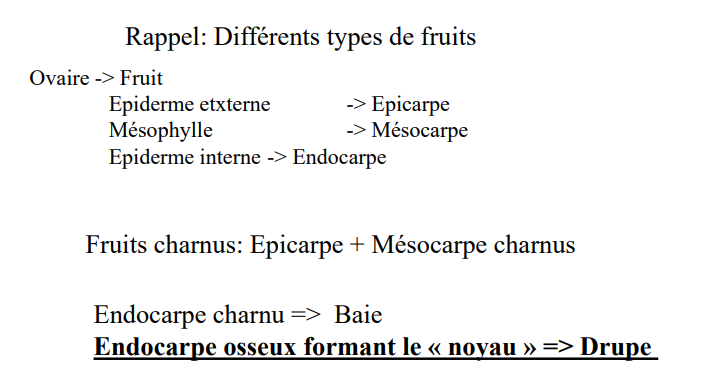 Rappel: Différents types de fruits
Ovaire -> Fruit
Epiderme etxterne -> Epicarpe
Mésophylle -> Mésocarpe
Epiderme interne -> Endocarpe
Fruits charnus: Epicarpe + Mésocarpe charnus
Endocarpe charnu => Baie
Endocarpe osseux formant le « noyau » => Drupe